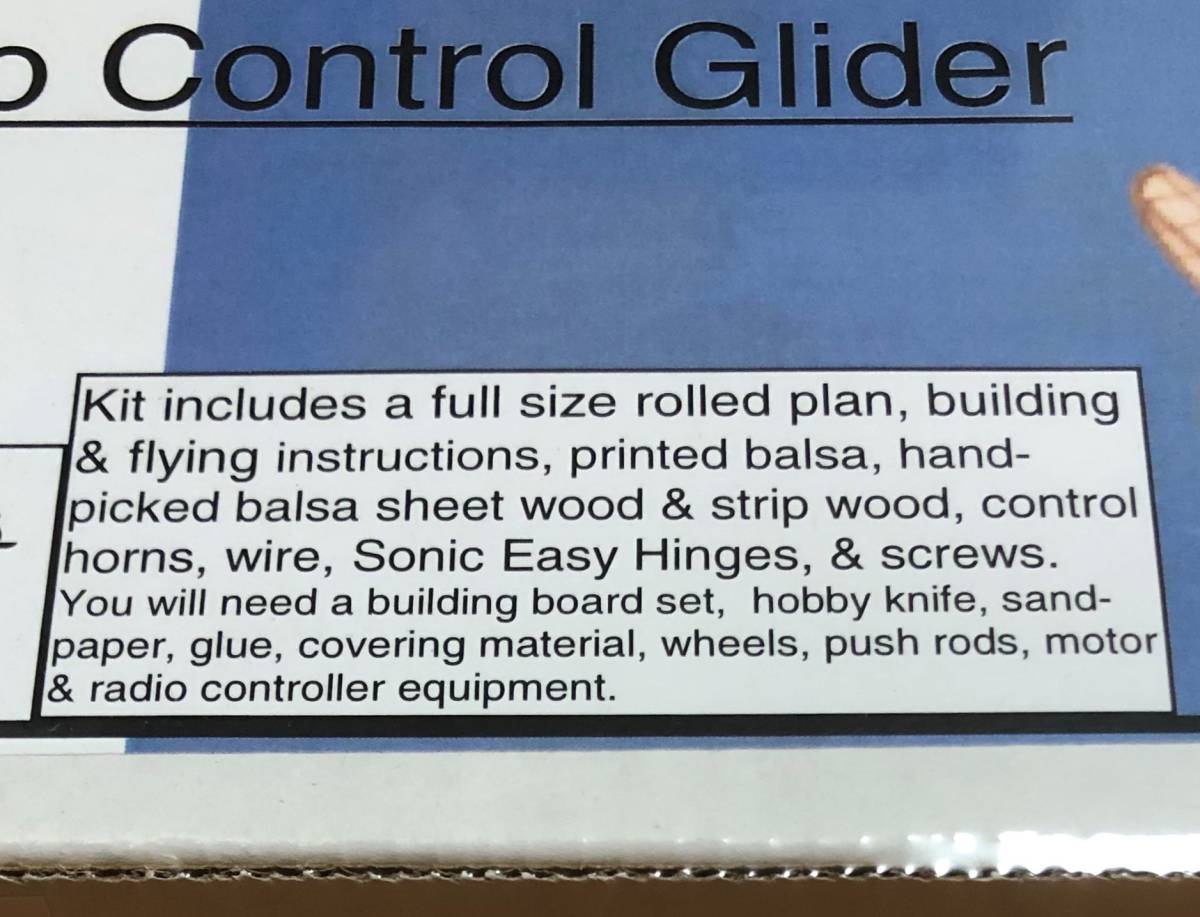 Control Glider
Kit includes a full size rolled plan, building
& flying instructions, printed balsa, hand-
picked balsa sheet wood & strip wood, control
horns, wire, Sonic Easy Hinges, & screws.
You will need a building board set, hobby knife, sand-
paper, glue, covering material, wheels, push rods, motor
& radio controller equipment.